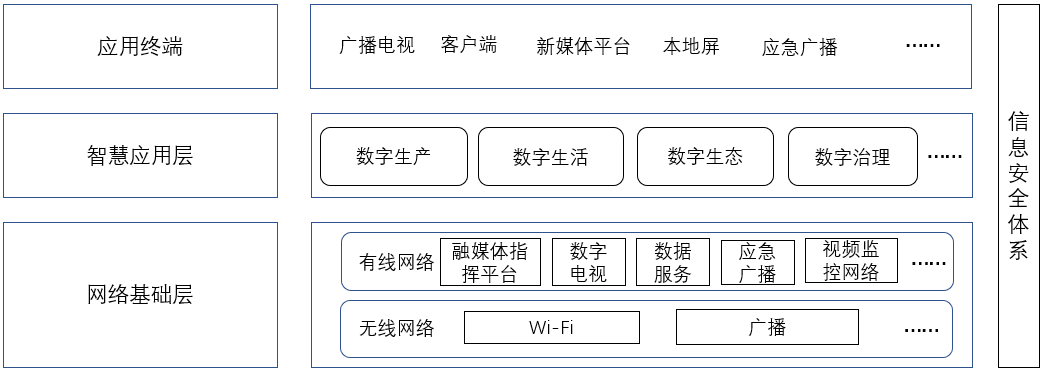 应用终端
广播电视 客户端 新媒体平台 本地屏 应急广播 ……
智慧应用层
数字生产 数字生活 数字生态 数字治理 ……
网络基础层
有线网络
融媒体指
挥平台
数字
电视
数据
服务
应急
广播
视频监
控网络
……
无线网络 Wi-Fi 广播 ……
信
息
安
全
体
系